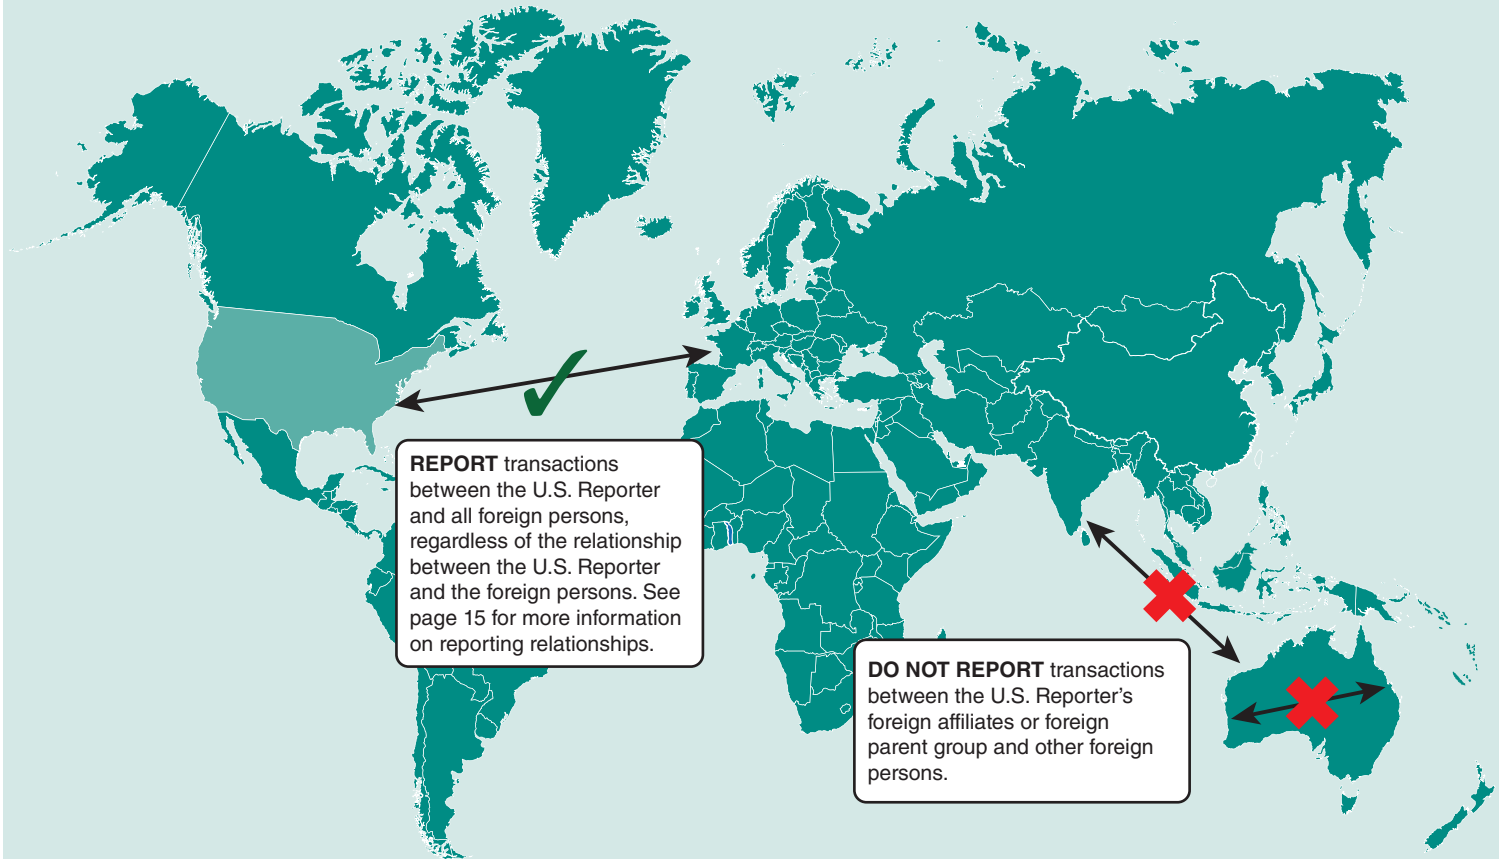 REPORT transactions
between the U.S. Reporter
and all foreign persons,
regardless of the relationship
between the U.S. Reporter
and the foreign persons. See
page 15 for more information
on reporting relationships.
DO NOT REPORT transactions
between the U.S. Reporter’s
foreign affiliates or foreign
parent group and other foreign
persons.